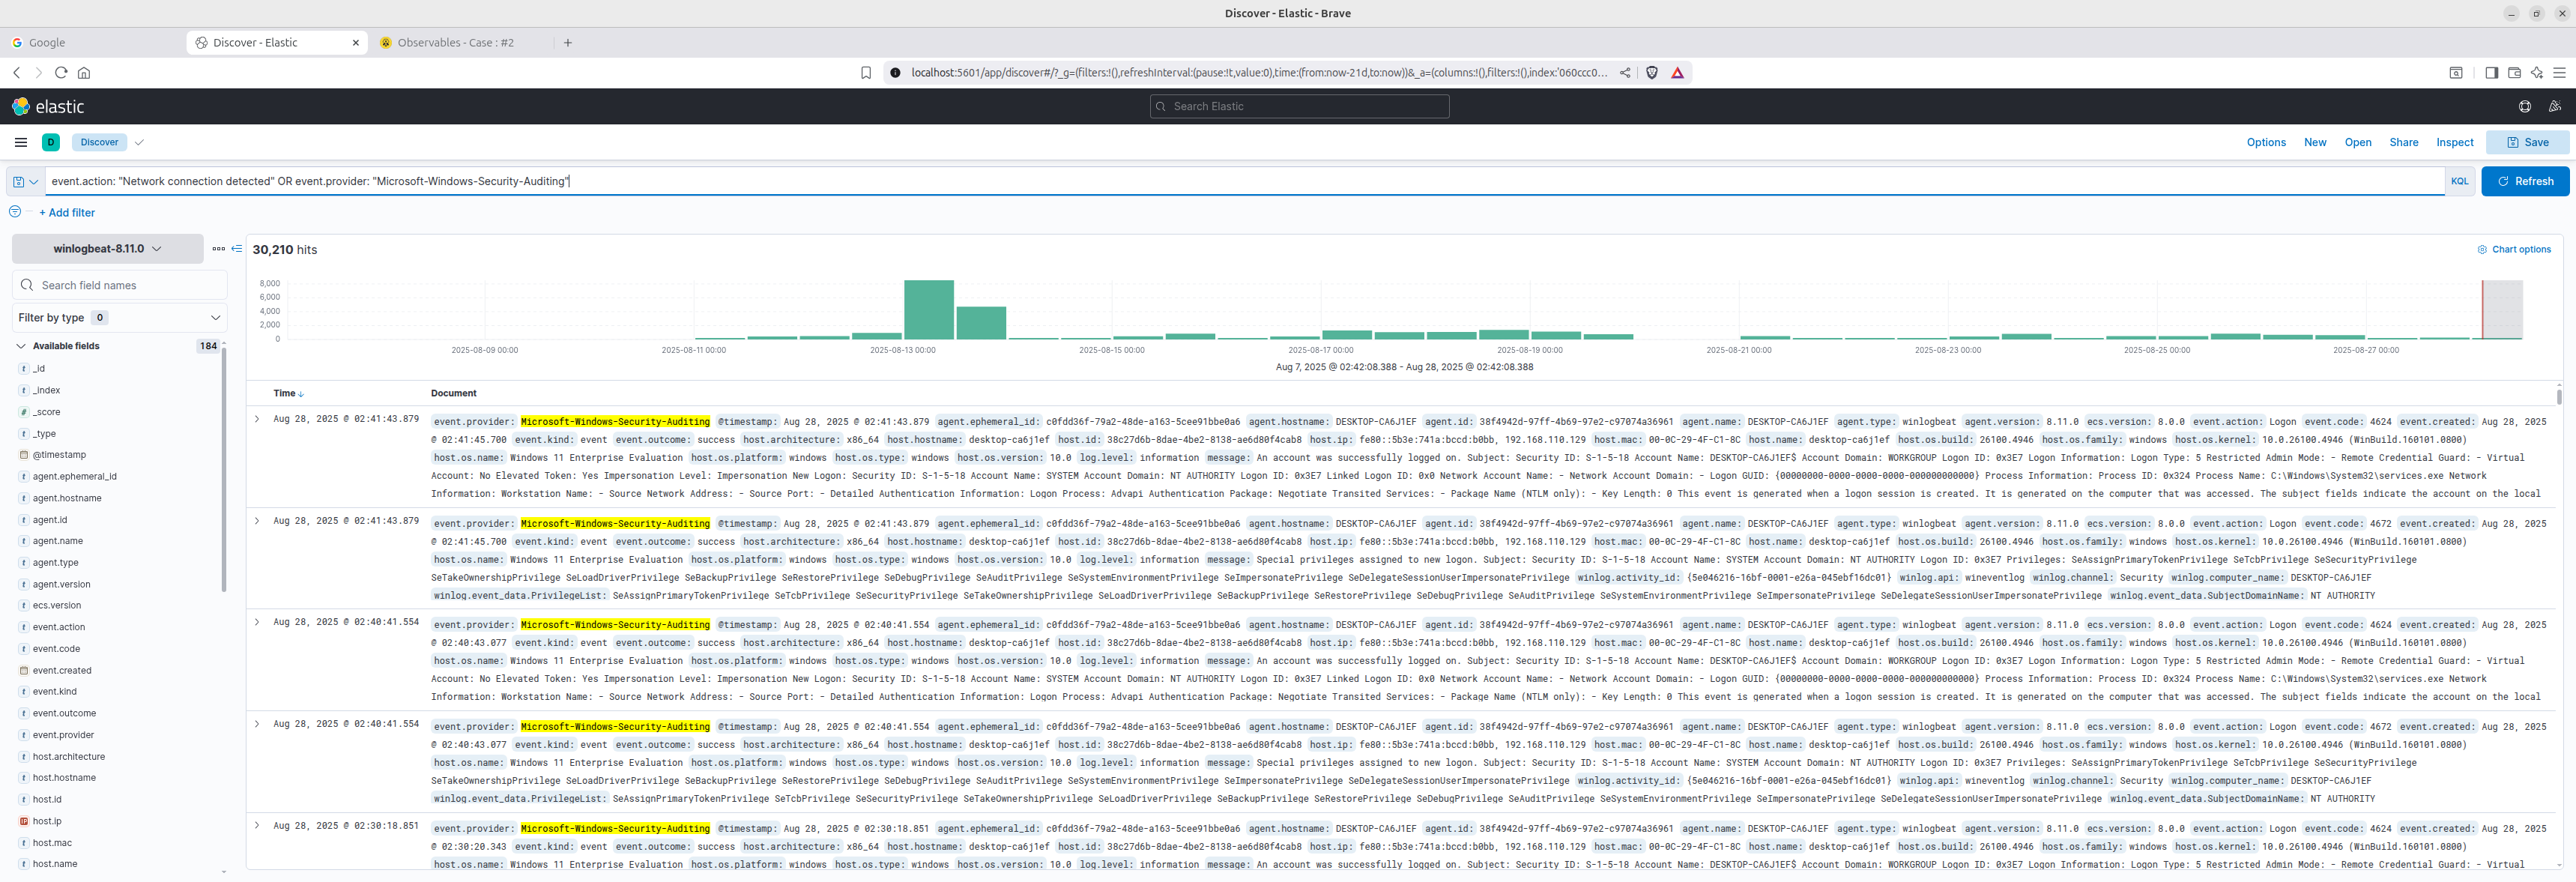 Discover - Elastic - Brave
Google
Discover - Elastic
Observables - Case : #2
localhost:5601/app/discover#/?_g=(filters:!(),refreshInterval:(pause:!t,value:0),time:(from:now-21d,to:now))&_a=(columns:!(),filters:!(),index:'060ccc0...
elastic
Search Elastic
D
Discover
Options
New
Open
Share
Inspect
Save
event.action: "Network connection detected" OR event.provider: "Microsoft-Windows-Security-Auditing"
KQL
Refresh
+ Add filter
winlogbeat-8.11.0
Search field names
Filter by type 0
Available fields 184
_id
_index
_score
_type
@timestamp
agent.ephemeral_id
agent.hostname
agent.id
agent.name
agent.type
agent.version
ecs.version
event.action
event.code
event.created
event.kind
event.outcome
event.provider
host.architecture
host.hostname
host.id
host.ip
host.mac
host.name
30,210 hits
Chart options
8,000
6,000
4,000
2,000
0
2025-08-09 00:00
2025-08-11 00:00
2025-08-13 00:00
2025-08-15 00:00
2025-08-17 00:00
2025-08-19 00:00
2025-08-21 00:00
2025-08-23 00:00
2025-08-25 00:00
2025-08-27 00:00
Aug 7, 2025 @ 02:42:08.388 - Aug 28, 2025 @ 02:42:08.388
Time Document
Aug 28, 2025 @ 02:41:43.879 event.provider: Microsoft-Windows-Security-Auditing @timestamp: Aug 28, 2025 @ 02:41:43.879 agent.ephemeral_id: c0fdd36f-79a2-48de-a163-5cee91bbe0a6 agent.hostname: DESKTOP-CA6J1EF agent.id: 38f4942d-97ff-4b69-97e2-c97074a36961 agent.name: DESKTOP-CA6J1EF agent.type: winlogbeat agent.version: 8.11.0 ecs.version: 8.0.0 event.action: Logon event.code: 4624 event.created: Aug 28, 2025
@ 02:41:45.700 event.kind: event event.outcome: success host.architecture: x86_64 host.hostname: desktop-ca6j1ef host.id: 38c27d6b-8dae-4be2-8138-ae6d80f4cab8 host.ip: fe80::5b3e:741a:bccd:b0bb, 192.168.110.129 host.mac: 00-0C-29-4F-C1-8C host.name: desktop-ca6j1ef host.os.build: 26100.4946 host.os.family: windows host.os.kernel: 10.0.26100.4946 (WinBuild.160101.0800)
host.os.name: Windows 11 Enterprise Evaluation host.os.platform: windows host.os.type: windows host.os.version: 10.0 log.level: information message: An account was successfully logged on. Subject: Security ID: S-1-5-18 Account Name: DESKTOP-CA6J1EF$ Account Domain: WORKGROUP Logon ID: 0x3E7 Logon Information: Logon Type: 5 Restricted Admin Mode: - Remote Credential Guard: - Virtual
Account: No Elevated Token: Yes Impersonation Level: Impersonation New Logon: Security ID: S-1-5-18 Account Name: SYSTEM Account Domain: NT AUTHORITY Logon ID: 0x3E7 Linked Logon ID: 0x0 Network Account Name: - Network Account Domain: - Logon GUID: {00000000-0000-0000-0000-000000000000} Process Information: Process ID: 0x324 Process Name: C:\Windows\System32\services.exe Network
Information: Workstation Name: - Source Network Address: - Source Port: - Detailed Authentication Information: Logon Process: Advapi Authentication Package: Negotiate Transited Services: - Package Name (NTLM only): - Key Length: 0 This event is generated when a logon session is created. It is generated on the computer that was accessed. The subject fields indicate the account on the local
Aug 28, 2025 @ 02:41:43.879 event.provider: Microsoft-Windows-Security-Auditing @timestamp: Aug 28, 2025 @ 02:41:43.879 agent.ephemeral_id: c0fdd36f-79a2-48de-a163-5cee91bbe0a6 agent.hostname: DESKTOP-CA6J1EF agent.id: 38f4942d-97ff-4b69-97e2-c97074a36961 agent.name: DESKTOP-CA6J1EF agent.type: winlogbeat agent.version: 8.11.0 ecs.version: 8.0.0 event.action: Logon event.code: 4672 event.created: Aug 28, 2025
@ 02:41:45.700 event.kind: event event.outcome: success host.architecture: x86_64 host.hostname: desktop-ca6j1ef host.id: 38c27d6b-8dae-4be2-8138-ae6d80f4cab8 host.ip: fe80::5b3e:741a:bccd:b0bb, 192.168.110.129 host.mac: 00-0C-29-4F-C1-8C host.name: desktop-ca6j1ef host.os.build: 26100.4946 host.os.family: windows host.os.kernel: 10.0.26100.4946 (WinBuild.160101.0800)
host.os.name: Windows 11 Enterprise Evaluation host.os.platform: windows host.os.type: windows host.os.version: 10.0 log.level: information message: Special privileges assigned to new logon. Subject: Security ID: S-1-5-18 Account Name: SYSTEM Account Domain: NT AUTHORITY Logon ID: 0x3E7 Privileges: SeAssignPrimaryTokenPrivilege SeTcbPrivilege SeSecurityPrivilege
SeTakeOwnershipPrivilege SeLoadDriverPrivilege SeBackupPrivilege SeRestorePrivilege SeDebugPrivilege SeAuditPrivilege SeSystemEnvironmentPrivilege SeImpersonatePrivilege SeDelegateSessionUserImpersonatePrivilege winlog.activity_id: {5e046216-16bf-0001-e26a-045ebf16dc01} winlog.api: wineventlog winlog.channel: Security winlog.computer_name: DESKTOP-CA6J1EF
winlog.event_data.PrivilegeList: SeAssignPrimaryTokenPrivilege SeTcbPrivilege SeSecurityPrivilege SeTakeOwnershipPrivilege SeLoadDriverPrivilege SeBackupPrivilege SeRestorePrivilege SeDebugPrivilege SeAuditPrivilege SeSystemEnvironmentPrivilege SeImpersonatePrivilege SeDelegateSessionUserImpersonatePrivilege winlog.event_data.SubjectDomainName: NT AUTHORITY
Aug 28, 2025 @ 02:40:41.554 event.provider: Microsoft-Windows-Security-Auditing @timestamp: Aug 28, 2025 @ 02:40:41.554 agent.ephemeral_id: c0fdd36f-79a2-48de-a163-5cee91bbe0a6 agent.hostname: DESKTOP-CA6J1EF agent.id: 38f4942d-97ff-4b69-97e2-c97074a36961 agent.name: DESKTOP-CA6J1EF agent.type: winlogbeat agent.version: 8.11.0 ecs.version: 8.0.0 event.action: Logon event.code: 4624 event.created: Aug 28, 2025
@ 02:40:43.077 event.kind: event event.outcome: success host.architecture: x86_64 host.hostname: desktop-ca6j1ef host.id: 38c27d6b-8dae-4be2-8138-ae6d80f4cab8 host.ip: fe80::5b3e:741a:bccd:b0bb, 192.168.110.129 host.mac: 00-0C-29-4F-C1-8C host.name: desktop-ca6j1ef host.os.build: 26100.4946 host.os.family: windows host.os.kernel: 10.0.26100.4946 (WinBuild.160101.0800)
host.os.name: Windows 11 Enterprise Evaluation host.os.platform: windows host.os.type: windows host.os.version: 10.0 log.level: information message: An account was successfully logged on. Subject: Security ID: S-1-5-18 Account Name: DESKTOP-CA6J1EF$ Account Domain: WORKGROUP Logon ID: 0x3E7 Logon Information: Logon Type: 5 Restricted Admin Mode: - Remote Credential Guard: - Virtual
Account: No Elevated Token: Yes Impersonation Level: Impersonation New Logon: Security ID: S-1-5-18 Account Name: SYSTEM Account Domain: NT AUTHORITY Logon ID: 0x3E7 Linked Logon ID: 0x0 Network Account Name: - Network Account Domain: - Logon GUID: {00000000-0000-0000-0000-000000000000} Process Information: Process ID: 0x324 Process Name: C:\Windows\System32\services.exe Network
Information: Workstation Name: - Source Network Address: - Source Port: - Detailed Authentication Information: Logon Process: Advapi Authentication Package: Negotiate Transited Services: - Package Name (NTLM only): - Key Length: 0 This event is generated when a logon session is created. It is generated on the computer that was accessed. The subject fields indicate the account on the local
Aug 28, 2025 @ 02:40:41.554 event.provider: Microsoft-Windows-Security-Auditing @timestamp: Aug 28, 2025 @ 02:40:41.554 agent.ephemeral_id: c0fdd36f-79a2-48de-a163-5cee91bbe0a6 agent.hostname: DESKTOP-CA6J1EF agent.id: 38f4942d-97ff-4b69-97e2-c97074a36961 agent.name: DESKTOP-CA6J1EF agent.type: winlogbeat agent.version: 8.11.0 ecs.version: 8.0.0 event.action: Logon event.code: 4672 event.created: Aug 28, 2025
@ 02:40:43.077 event.kind: event event.outcome: success host.architecture: x86_64 host.hostname: desktop-ca6j1ef host.id: 38c27d6b-8dae-4be2-8138-ae6d80f4cab8 host.ip: fe80::5b3e:741a:bccd:b0bb, 192.168.110.129 host.mac: 00-0C-29-4F-C1-8C host.name: desktop-ca6j1ef host.os.build: 26100.4946 host.os.family: windows host.os.kernel: 10.0.26100.4946 (WinBuild.160101.0800)
host.os.name: Windows 11 Enterprise Evaluation host.os.platform: windows host.os.type: windows host.os.version: 10.0 log.level: information message: Special privileges assigned to new logon. Subject: Security ID: S-1-5-18 Account Name: SYSTEM Account Domain: NT AUTHORITY Logon ID: 0x3E7 Privileges: SeAssignPrimaryTokenPrivilege SeTcbPrivilege SeSecurityPrivilege
SeTakeOwnershipPrivilege SeLoadDriverPrivilege SeBackupPrivilege SeRestorePrivilege SeDebugPrivilege SeAuditPrivilege SeSystemEnvironmentPrivilege SeImpersonatePrivilege SeDelegateSessionUserImpersonatePrivilege winlog.activity_id: {5e046216-16bf-0001-e26a-045ebf16dc01} winlog.api: wineventlog winlog.channel: Security winlog.computer_name: DESKTOP-CA6J1EF
winlog.event_data.PrivilegeList: SeAssignPrimaryTokenPrivilege SeTcbPrivilege SeSecurityPrivilege SeTakeOwnershipPrivilege SeLoadDriverPrivilege SeBackupPrivilege SeRestorePrivilege SeDebugPrivilege SeAuditPrivilege SeSystemEnvironmentPrivilege SeImpersonatePrivilege SeDelegateSessionUserImpersonatePrivilege winlog.event_data.SubjectDomainName: NT AUTHORITY
Aug 28, 2025 @ 02:30:18.851 event.provider: Microsoft-Windows-Security-Auditing @timestamp: Aug 28, 2025 @ 02:30:18.851 agent.ephemeral_id: c0fdd36f-79a2-48de-a163-5cee91bbe0a6 agent.hostname: DESKTOP-CA6J1EF agent.id: 38f4942d-97ff-4b69-97e2-c97074a36961 agent.name: DESKTOP-CA6J1EF agent.type: winlogbeat agent.version: 8.11.0 ecs.version: 8.0.0 event.action: Logon event.code: 4624 event.created: Aug 28, 2025
@ 02:30:20.343 event.kind: event event.outcome: success host.architecture: x86_64 host.hostname: desktop-ca6j1ef host.id: 38c27d6b-8dae-4be2-8138-ae6d80f4cab8 host.ip: fe80::5b3e:741a:bccd:b0bb, 192.168.110.129 host.mac: 00-0C-29-4F-C1-8C host.name: desktop-ca6j1ef host.os.build: 26100.4946 host.os.family: windows host.os.kernel: 10.0.26100.4946 (WinBuild.160101.0800)
host.os.name: Windows 11 Enterprise Evaluation host.os.platform: windows host.os.type: windows host.os.version: 10.0 log.level: information message: An account was successfully logged on. Subject: Security ID: S-1-5-18 Account Name: DESKTOP-CA6J1EF$ Account Domain: WORKGROUP Logon ID: 0x3E7 Logon Information: Logon Type: 5 Restricted Admin Mode: - Remote Credential Guard: - Virtual